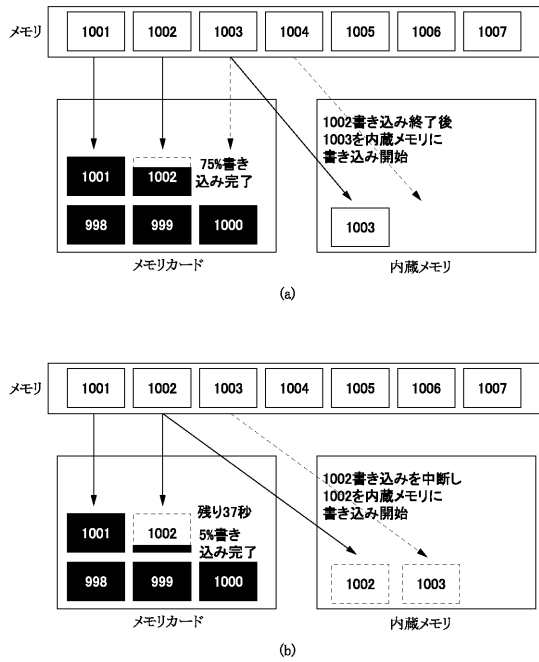 メモリ 1001 1002 1003 1004 1005 1006 1007
1002書き込み終了後
1003を内蔵メモリに
書き込み開始
1001 1002 75%書き
込み完了
998 999 1000 1003
メモリカード 内蔵メモリ
(a)
メモリ 1001 1002 1003 1004 1005 1006 1007
1002書き込みを中断し
1002を内蔵メモリに
書き込み開始
残り37秒
1001 1002 5%書き
込み完了
998 999 1000 1002 1003
メモリカード 内蔵メモリ
(b)